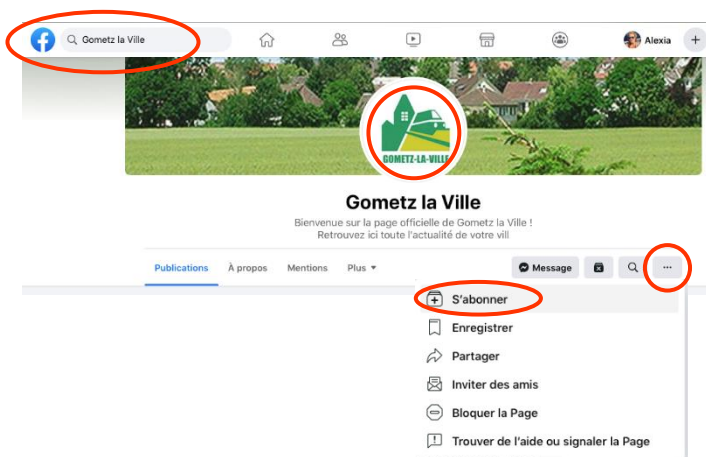 Gometz la Ville
Alexia
GOMETZ-LA-VILLE
Gometz la Ville
Bienvenue sur la page officielle de Gometz la Ville !
Retrouvez ici toute l'actualité de votre vill
Publications À propos Mentions Plus Message
S'abonner
Enregistrer
Partager
Inviter des amis
Bloquer la Page
Trouver de l'aide ou signaler la Page